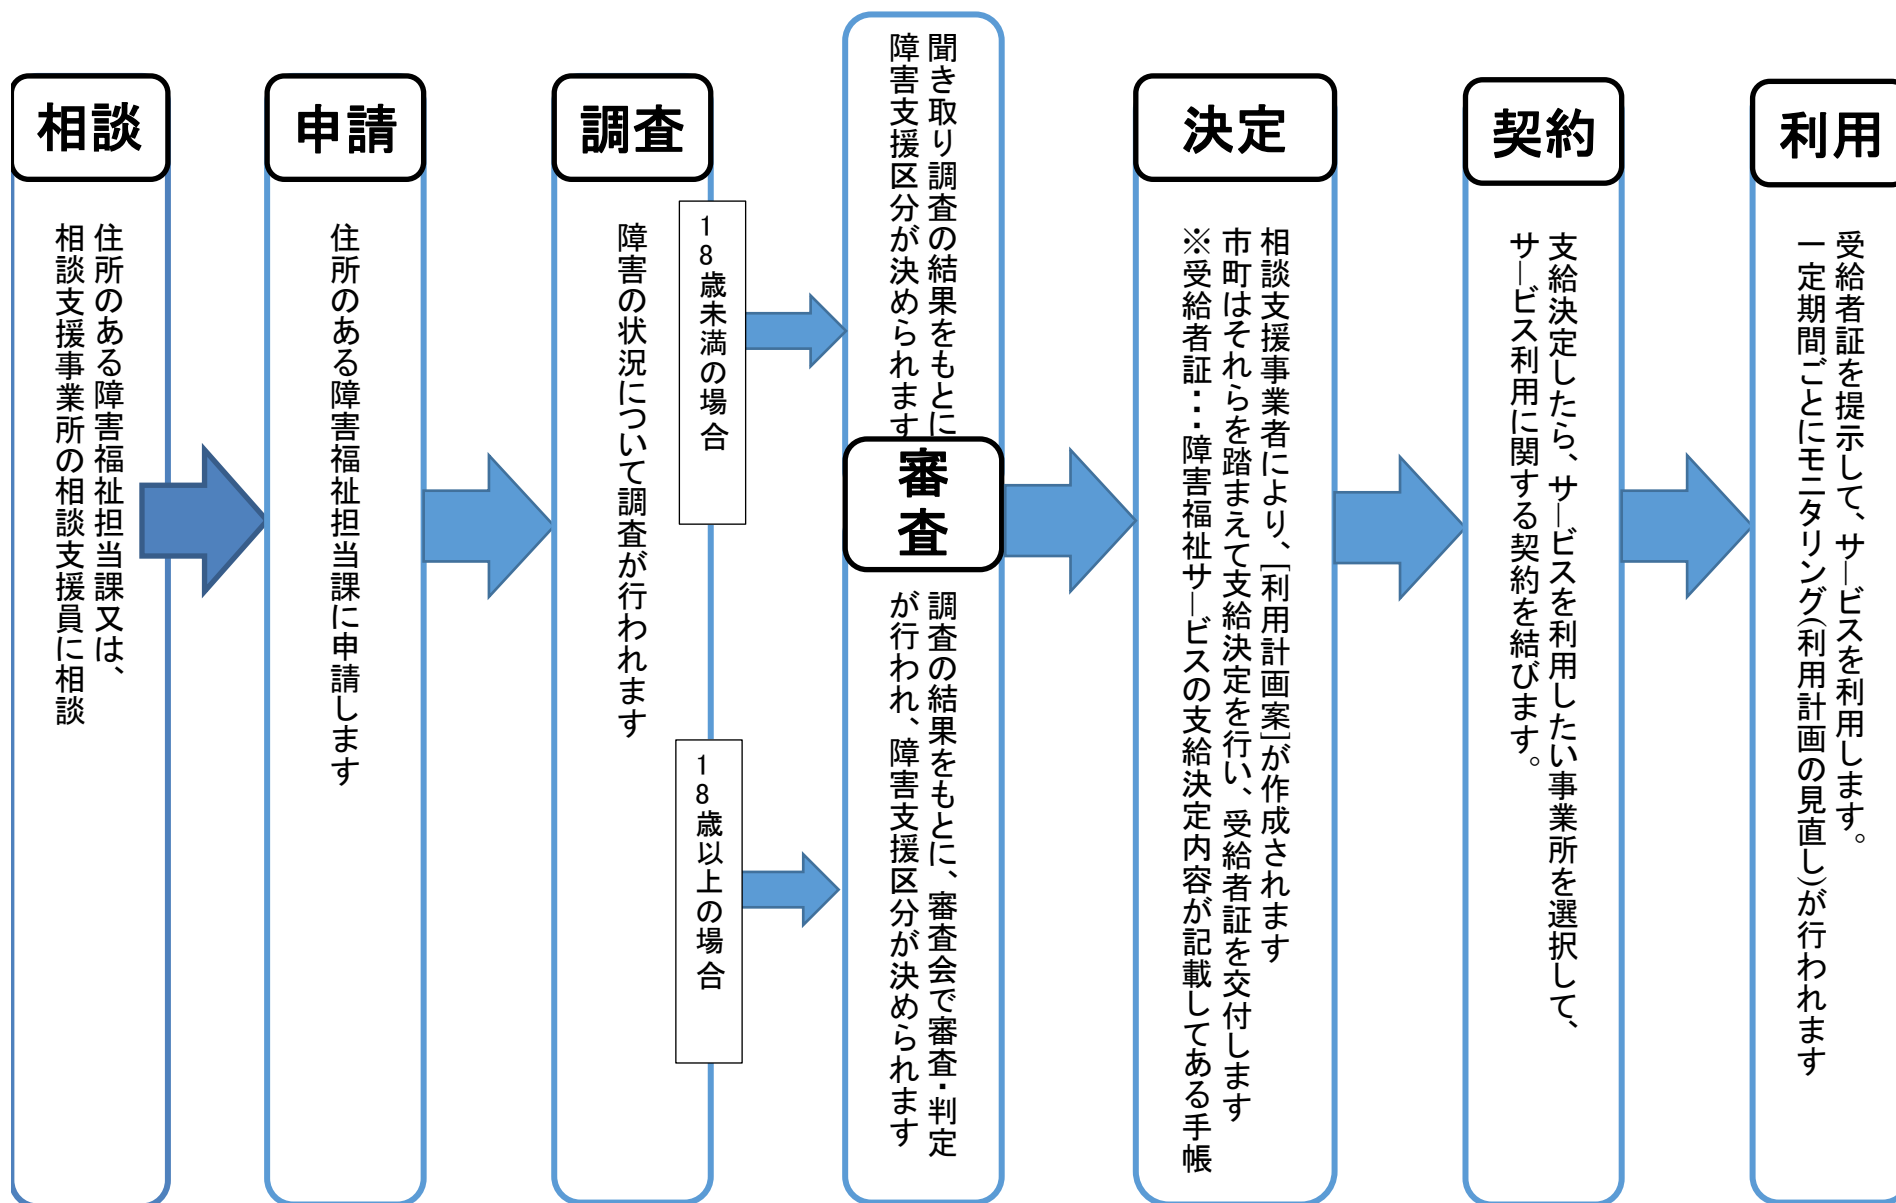 相談
住所のある障害福祉担当課又は、
相談支援事業所の相談支援員に相談
申請
住所のある障害福祉担当課に申請します
調査
障害の状況について調査が行われます
18歳未満の場合
18歳以上の場合
聞き取り調査の結果をもとに
障害支援区分が決められます
審査
調査の結果をもとに、審査会で審査・判定
が行われ、障害支援区分が決められます
決定
相談支援事業者により、[利用計画案]が作成されます
市町はそれらを踏まえて支給決定を行い、受給者証を交付します
※受給者証・・・障害福祉サービスの支給決定内容が記載してある手帳
契約
支給決定したら、サービスを利用したい事業所を選択して、
サービス利用に関する契約を結びます。
利用
受給者証を提示して、サービスを利用します。
一定期間ごとにモニタリング(利用計画の見直し)が行われます